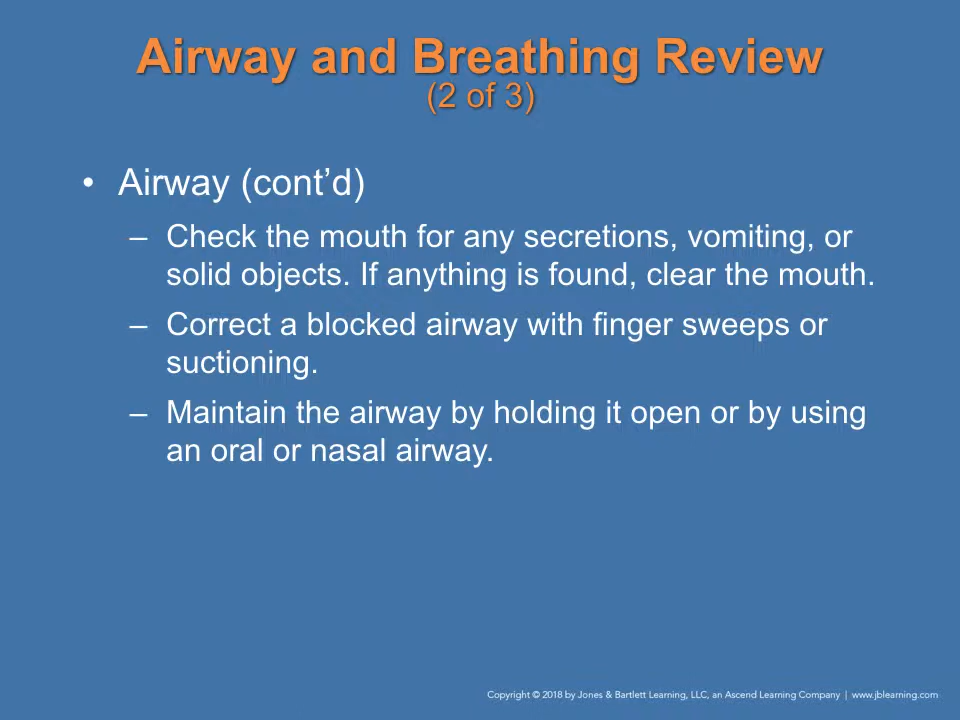 Airway and Breathing Review
(2 of 3)
• Airway (cont’d)
– Check the mouth for any secretions, vomiting, or
solid objects. If anything is found, clear the mouth.
– Correct a blocked airway with finger sweeps or
suctioning.
– Maintain the airway by holding it open or by using
an oral or nasal airway.
Copyright © 2018 by Jones & Bartlett Learning, LLC, an Ascend Learning Company | www.jblearning.com